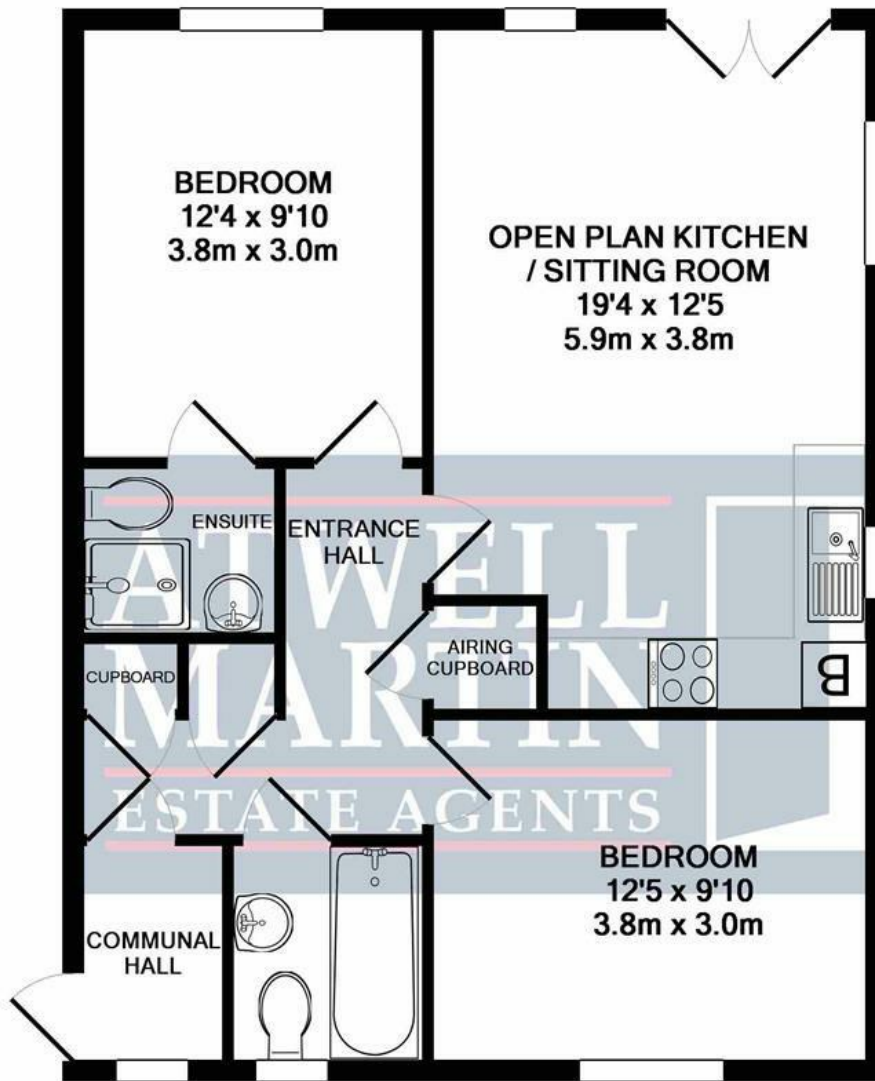 BEDROOM
12'4 x 9'10
3.8m x 3.0m
OPEN PLAN KITCHEN
/ SITTING ROOM
19'4 x 12'5
5.9m x 3.8m
ENSUITE
ENTRANCE
HALL
AIRING
CUPBOARD
CUPBOARD
B
ATWELL
MARTIN
ESTATE AGENTS
BEDROOM
12'5 x 9'10
3.8m x 3.0m
COMMUNAL
HALL